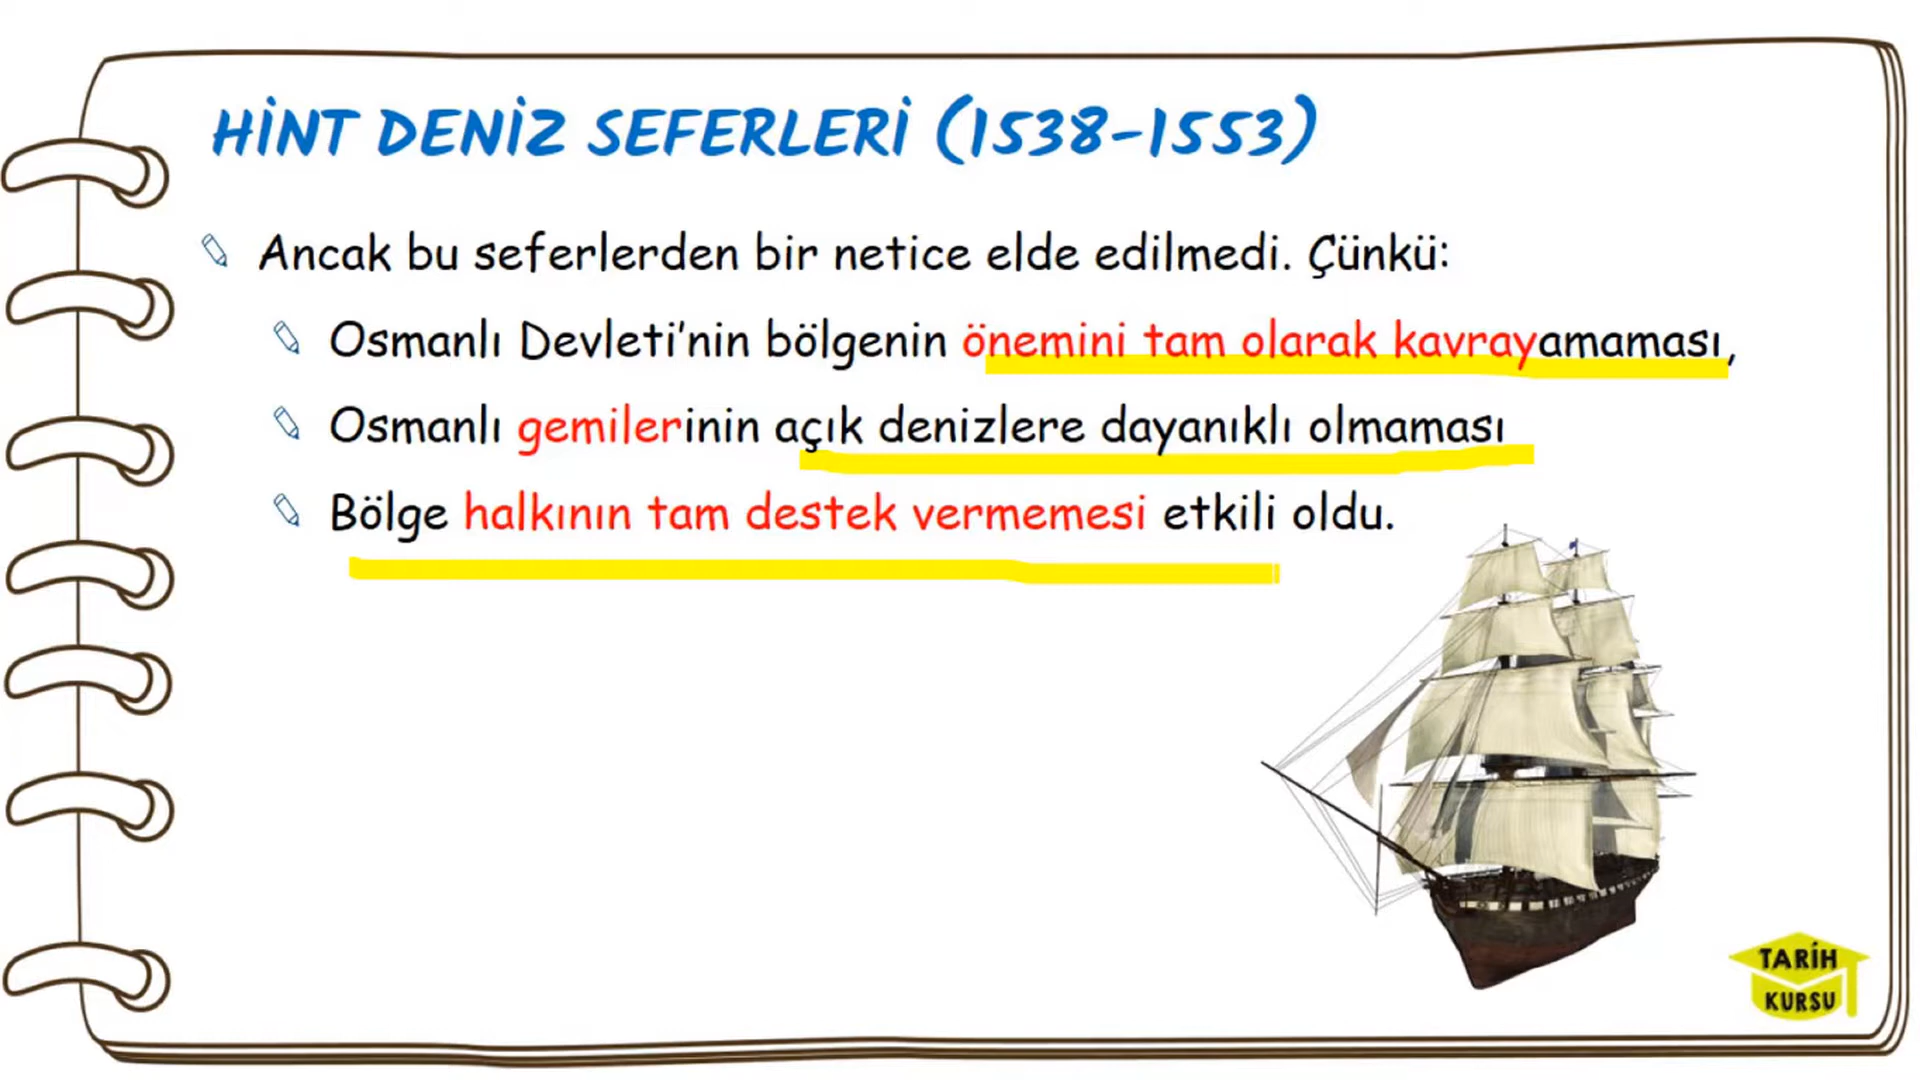 HİNT DENİZ SEFERLERİ (1538-1553)
Ancak bu seferlerden bir netice elde edilmedi. Çünkü:
Osmanlı Devleti'nin bölgenin önemini tam olarak kavrayamaması,
Osmanlı gemilerinin açık denizlere dayanıklı olmaması
Bölge halkının tam destek vermemesi etkili oldu.
TARİH
KURSU